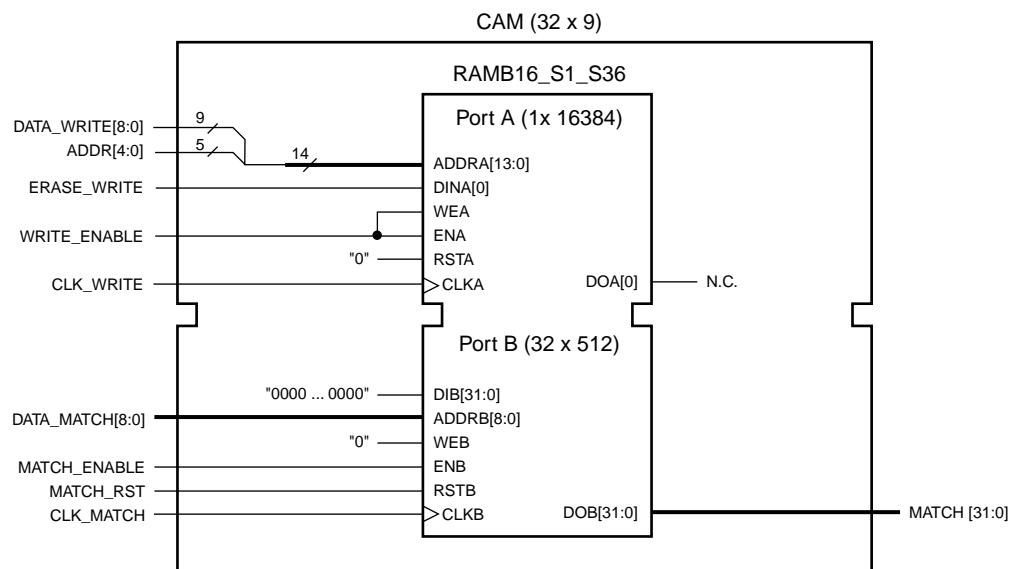 CAM (32 x 9)
RAMB16_S1_S36
Port A (1x 16384)
DATA_WRITE[8:0]
9
ADDR[4:0]
5
14
ADDRA[13:0]
ERASE_WRITE
DINA[0]
WEA
WRITE_ENABLE
ENA
"0"
RSTA
CLK_WRITE
CLKA
DOA[0]
N.C.
Port B (32 x 512)
"0000 ... 0000"
DIB[31:0]
DATA_MATCH[8:0]
ADDRB[8:0]
"0"
WEB
MATCH_ENABLE
ENB
MATCH_RST
RSTB
CLK_MATCH
CLKB
DOB[31:0]
MATCH [31:0]